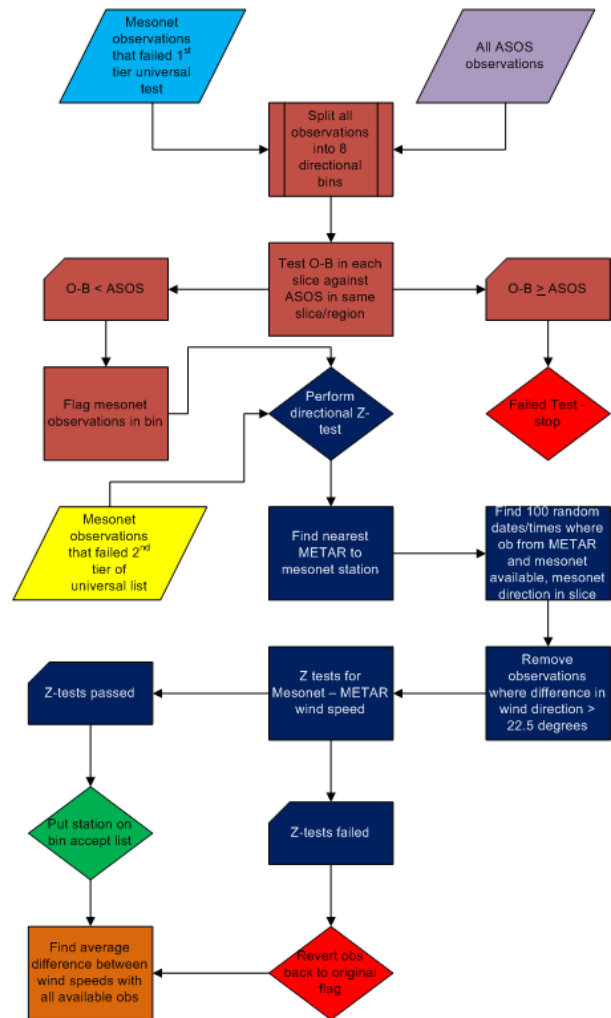 Mesonet
observations
that failed 1st
tier universal
test
All ASOS
observations
Split all
observations
into 8
directional
bins
O-B < ASOS
Test O-B in each
slice against
ASOS in same
slice/region
O-B ≥ ASOS
Flag mesonet
observations in bin
Perform
directional Z-
test
Failed Test -
stop
Mesonet
observations
that failed 2nd
tier of
universal list
Find nearest
METAR to
mesonet station
Find 100 random
dates/times where
ob from METAR
and mesonet
available, mesonet
direction in slice
Z-tests passed
Z tests for
Mesonet – METAR
wind speed
Remove
observations
where difference in
wind direction >
22.5 degrees
Put station on
bin accept list
Z-tests failed
Find average
difference between
wind speeds with
all available obs
Revert obs
back to original
flag